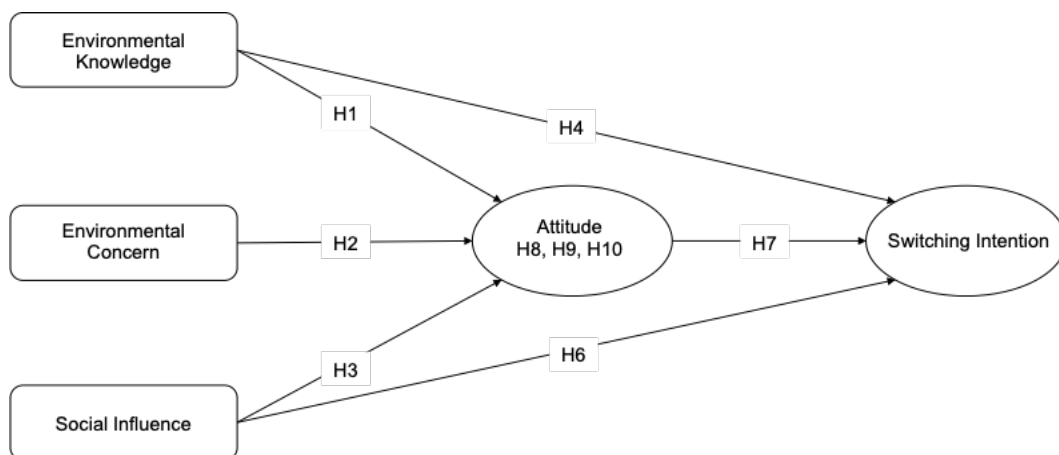 Environmental
Knowledge
H1
H4
Environmental
Concern
H2
Attitude
H8, H9, H10
H7
Switching Intention
H3
H6
Social Influence